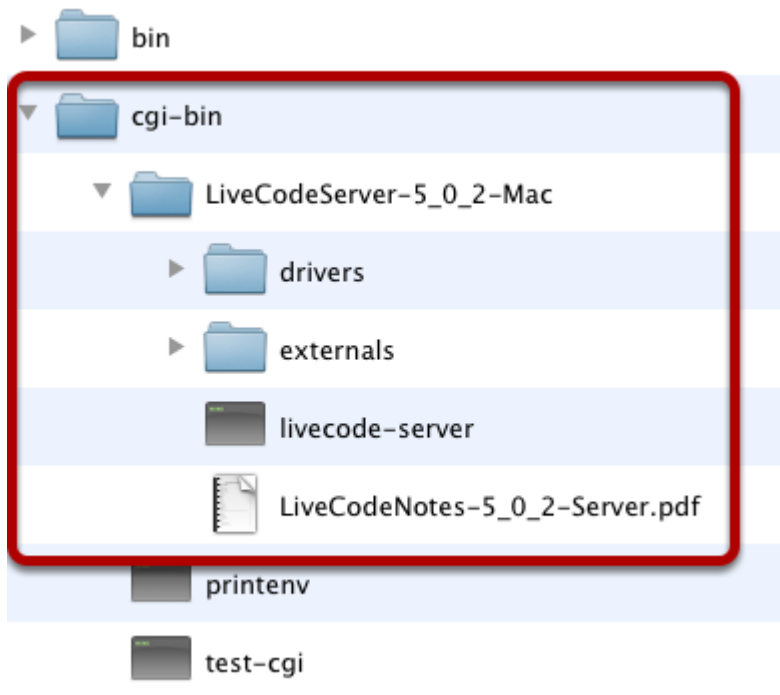 bin
cgi-bin
LiveCodeServer-5_0_2-Mac
drivers
externals
livecode-server
LiveCodeNotes-5_0_2-Server.pdf
printenv
test-cgi